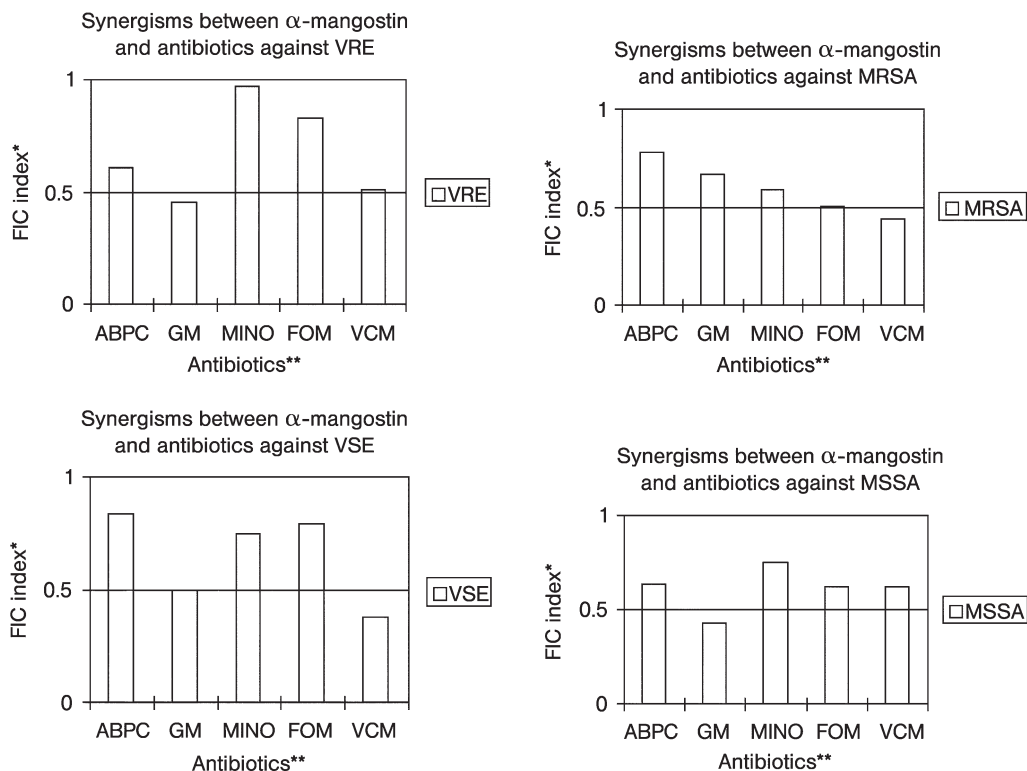 Synergisms between α-mangostin
and antibiotics against VRE
1
0.5
0
FIC index*
ABPC GM MINO FOM VCM
Antibiotics**
VRE
Synergisms between α-mangostin
and antibiotics against MRSA
1
0.5
0
FIC index*
ABPC GM MINO FOM VCM
Antibiotics**
MRSA
Synergisms between α-mangostin
and antibiotics against VSE
1
0.5
0
FIC index*
ABPC GM MINO FOM VCM
Antibiotics**
VSE
Synergisms between α-mangostin
and antibiotics against MSSA
1
0.5
0
FIC index*
ABPC GM MINO FOM VCM
Antibiotics**
MSSA